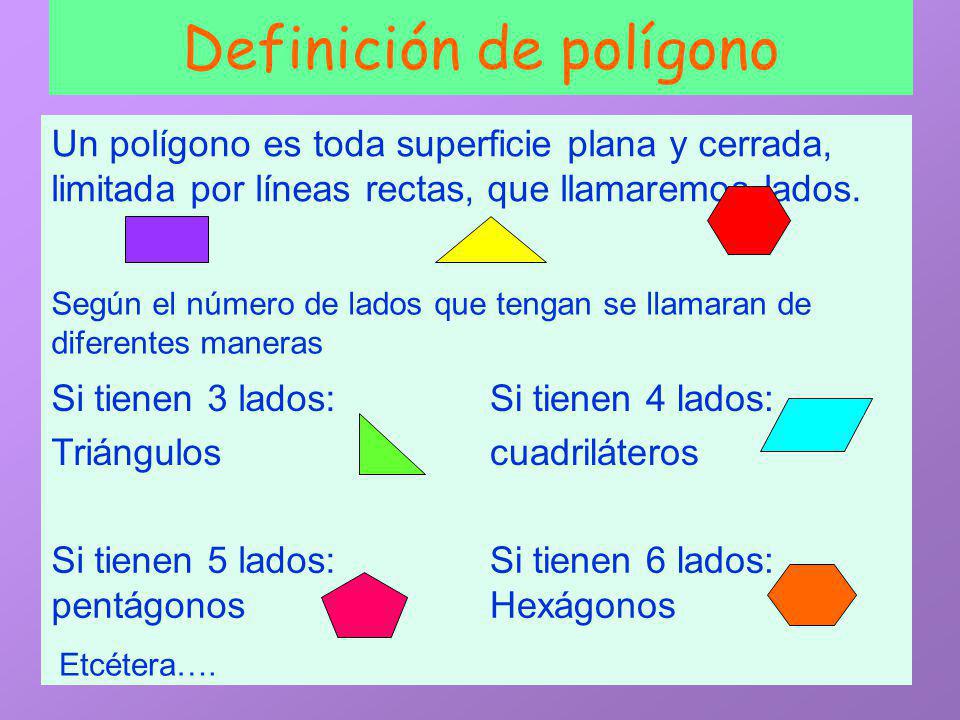 Definición de polígono
Un polígono es toda superficie plana y cerrada,
limitada por líneas rectas, que llamaremos lados.
Según el número de lados que tengan se llamaran de
diferentes maneras
Si tienen 3 lados:
Triángulos
Si tienen 4 lados:
cuadriláteros
Si tienen 5 lados:
pentágonos
Si tienen 6 lados:
Hexágonos
Etcétera....